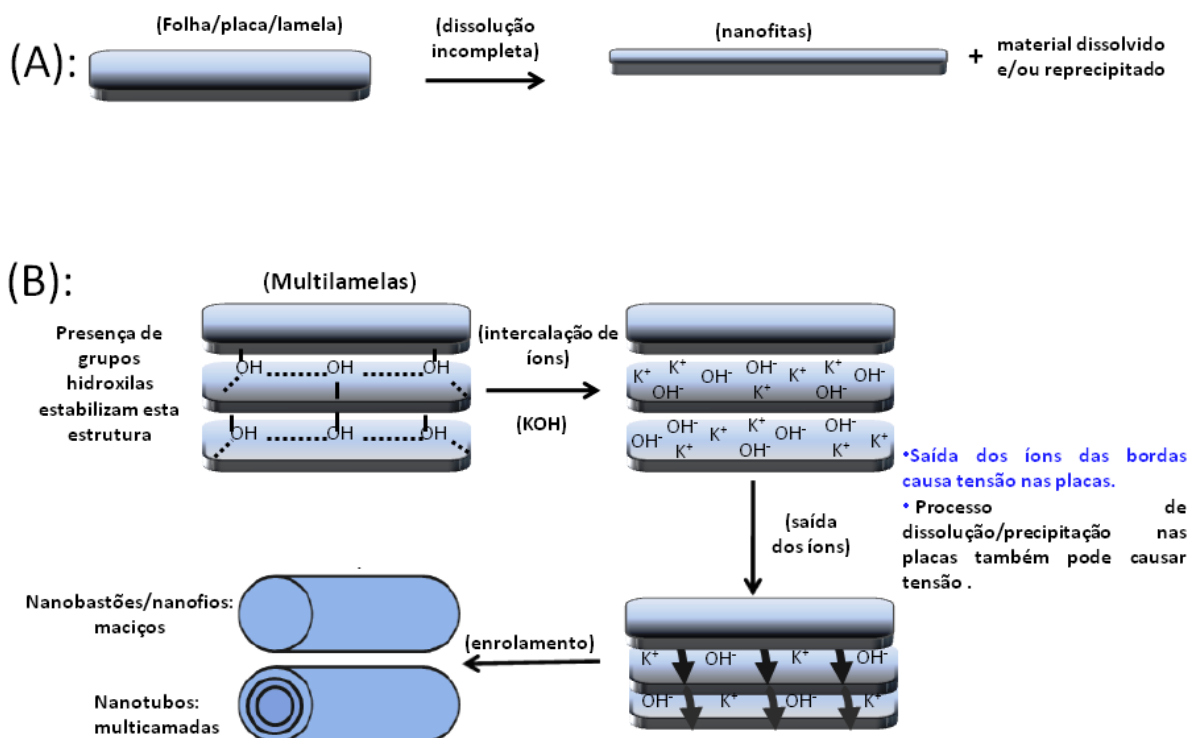 (A):
(Folha/placa/lamela)
(dissolução
incompleta)
(nanofitas)
+
material dissolvido
e/ou reprecipitado
(B):
(Multilamelas)
Presença de
grupos
hidroxilas
estabilizam esta
estrutura
OH OH OH
OH OH OH
(intercalação de
íons)
(KOH)
K⁺ K⁺ OH⁻ OH⁻ K⁺ K⁺ OH⁻
OH⁻ K⁺ OH⁻
OH⁻ OH⁻ K⁺ K⁺ OH⁻ OH⁻ K⁺
K⁺ OH⁻ K⁺
•Saída dos íons das bordas
causa tensão nas placas.
• Processo de
dissolução/precipitação nas
placas também pode causar
tensão .
(saída
dos íons)
K⁺ OH⁻ K⁺ OH⁻
OH⁻ K⁺ OH⁻ K⁺
(enrolamento)
Nanobastões/nanofios:
maciços
Nanotubos:
multicamadas